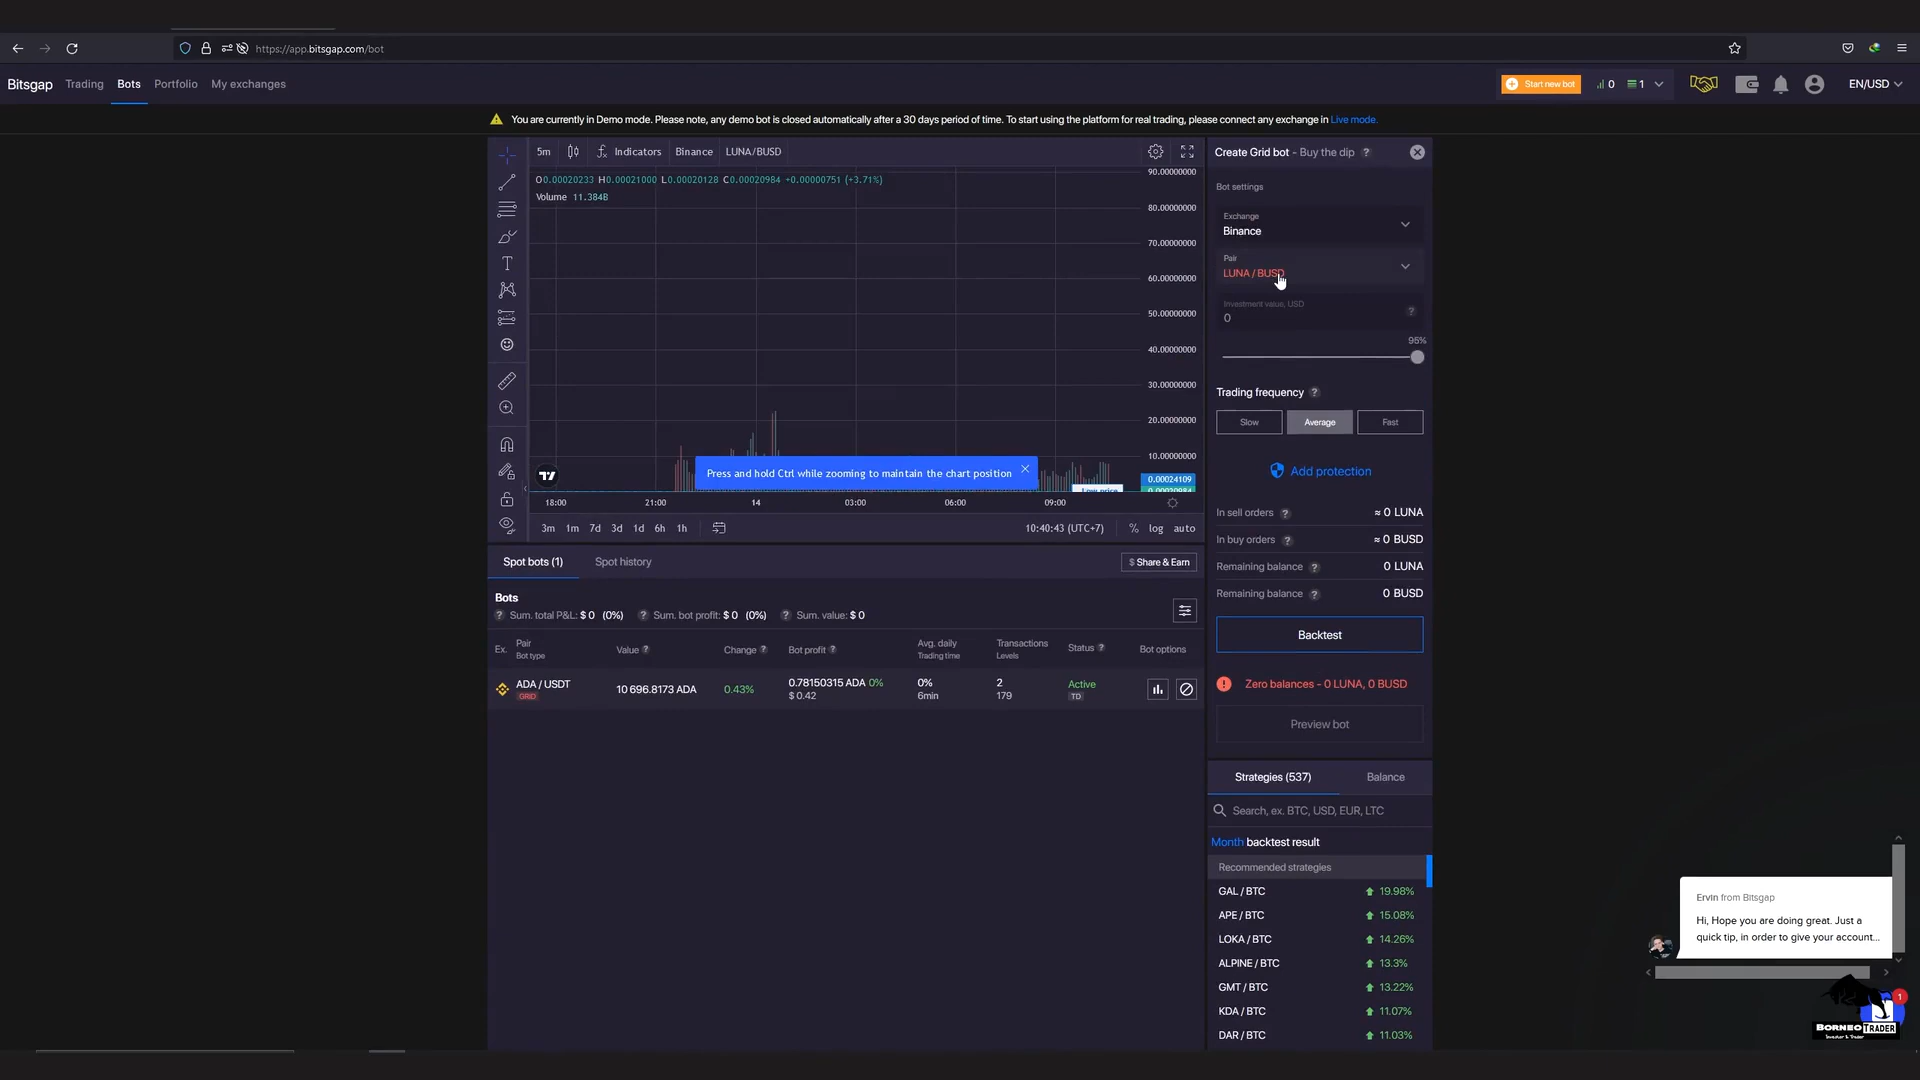 https://app.bitsgap.com/bot
Bitsgap Trading Bots Portfolio My exchanges
Start new bot 0 1 EN/USD
You are currently in Demo mode. Please note, any demo bot is closed automatically after a 30 days period of time. To start using the platform for real trading, please connect any exchange in Live mode.
5m Indicators Binance LUNA/BUSD
O0.00020233 H0.00021000 L0.00020128 C0.00020984 +0.00000751 (+3.71%)
Volume 11.384B
90.00000000
80.00000000
70.00000000
60.00000000
50.00000000
40.00000000
30.00000000
20.00000000
10.00000000
0.00024109
0.00020984
Low price
Press and hold Ctrl while zooming to maintain the chart position
18:00 21:00 14 03:00 06:00 09:00
3m 1m 7d 3d 1d 6h 1h 10:40:43 (UTC+7) % log auto
Spot bots (1) Spot history $ Share & Earn
Bots
? Sum. total P&L: $ 0 (0%) ? Sum. bot profit: $ 0 (0%) ? Sum. value: $ 0
Ex. Pair Value ? Change ? Bot profit ? Avg. daily Transactions Status ? Bot options
Bot type Trading time Levels
ADA / USDT 10 696.8173 ADA 0.43% 0.78150315 ADA 0% 0% 2 Active
GRID $ 0.42 6min 179 TD
Create Grid bot - Buy the dip ?
Bot settings
Exchange
Binance
Pair
LUNA / BUSD
Investment value, USD
0 ?
95%
Trading frequency ?
Slow Average Fast
Add protection
In sell orders ? ≈ 0 LUNA
In buy orders ? ≈ 0 BUSD
Remaining balance ? 0 LUNA
Remaining balance ? 0 BUSD
Backtest
Zero balances - 0 LUNA, 0 BUSD
Preview bot
Strategies (537) Balance
Search, ex. BTC, USD, EUR, LTC
Month backtest result
Recommended strategies
GAL / BTC 19.98%
APE / BTC 15.08%
LOKA / BTC 14.26%
ALPINE / BTC 13.3%
GMT / BTC 13.22%
KDA / BTC 11.07%
DAR / BTC 11.03%
Ervin from Bitsgap
Hi, Hope you are doing great. Just a
quick tip, in order to give your account...
1
BORNEO TRADER
Investor & Trader